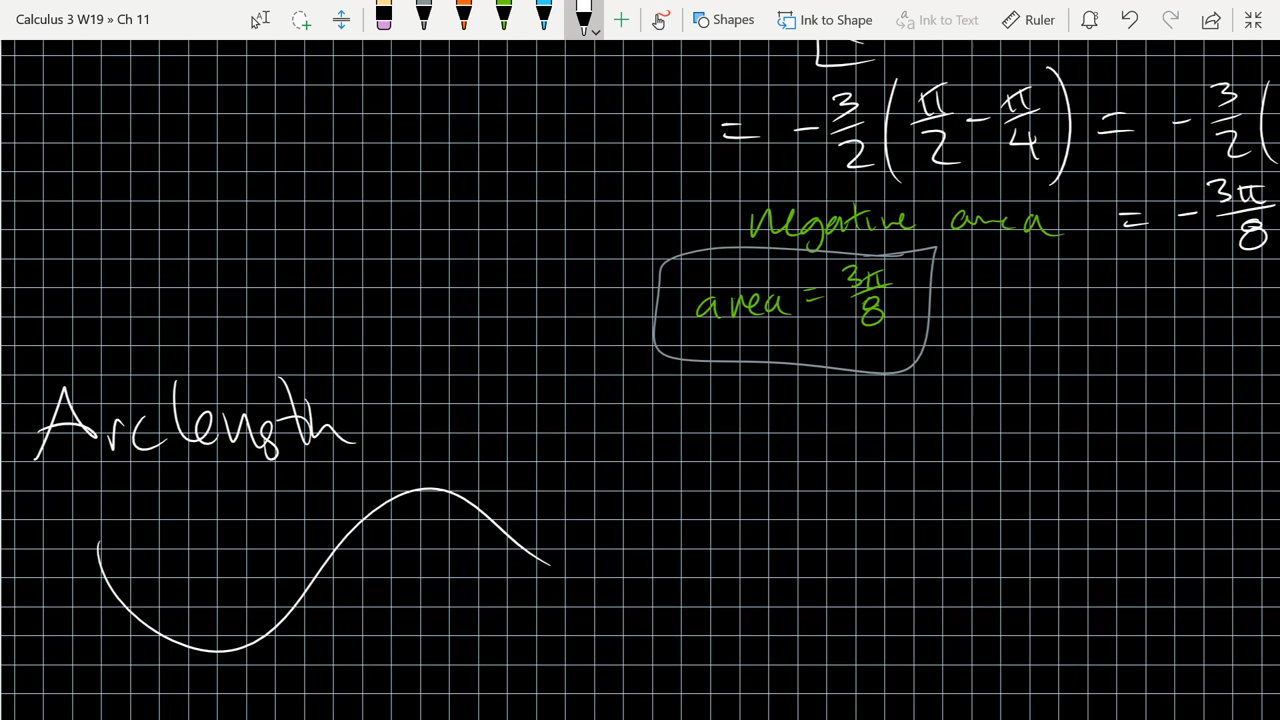 Calculus 3 W19 » Ch 11
Shapes
Ink to Shape
Ink to Text
Ruler
= - 3/2 (π/2 - π/4) = - 3/2 (
= - 3π/8
negative area
area = 3π/8
Arclength